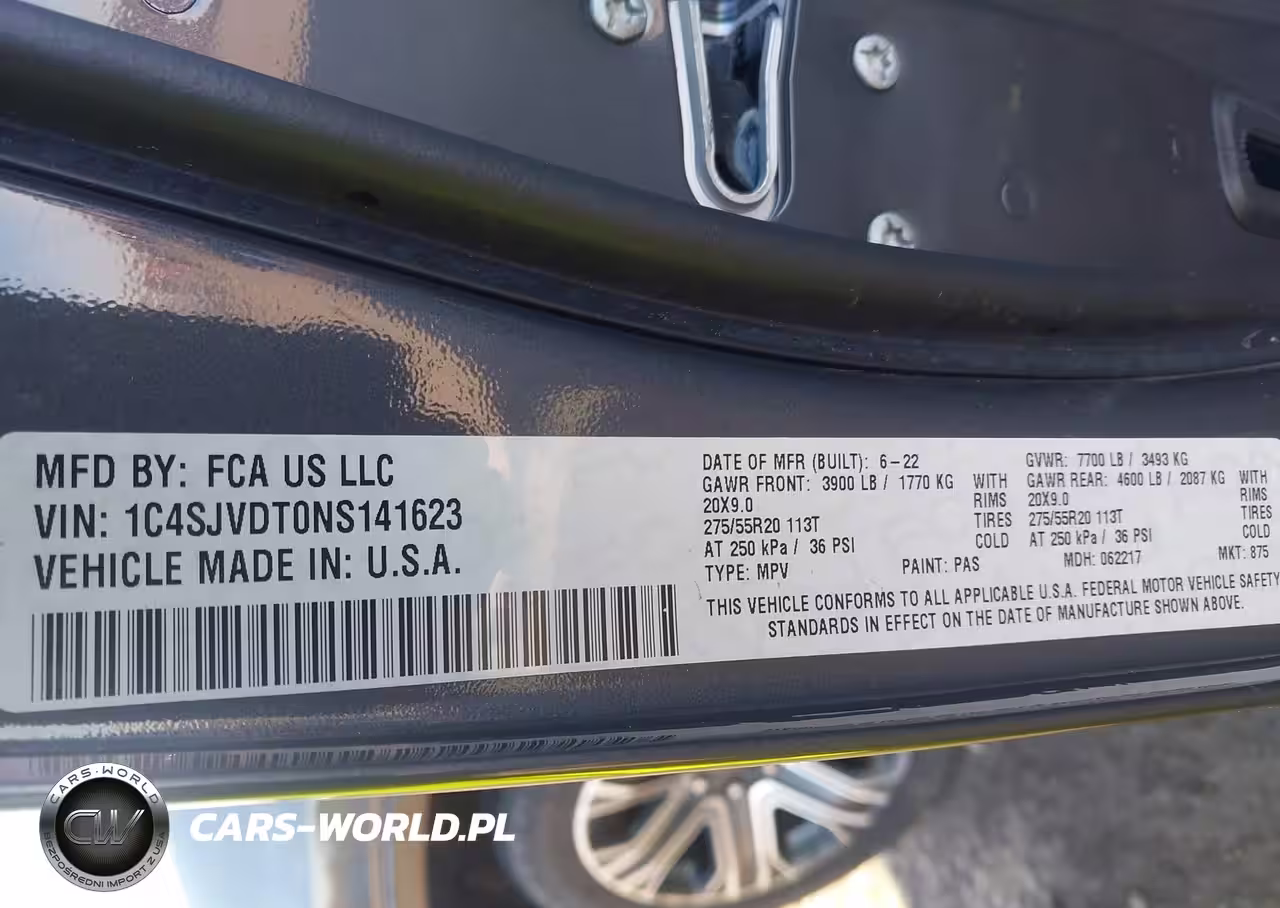 MFD BY: FCA US LLC
VIN: 1C4SJVDT0NS141623
VEHICLE MADE IN: U.S.A.
DATE OF MFR (BUILT): 6-22
GVWR: 7700 LB / 3493 KG
GAWR FRONT: 3900 LB / 1770 KG WITH
GAWR REAR: 4600 LB / 2087 KG WITH
20X9.0 RIMS
20X9.0 RIMS
275/55R20 113T TIRES
275/55R20 113T TIRES
AT 250 kPa / 36 PSI COLD
AT 250 kPa / 36 PSI COLD
TYPE: MPV PAINT: PAS MDH: 062217 MKT: 875
THIS VEHICLE CONFORMS TO ALL APPLICABLE U.S.A. FEDERAL MOTOR VEHICLE SAFETY
STANDARDS IN EFFECT ON THE DATE OF MANUFACTURE SHOWN ABOVE.
CARS-WORLD
CW
BEZPOŚREDNI IMPORT Z USA
CARS-WORLD.PL